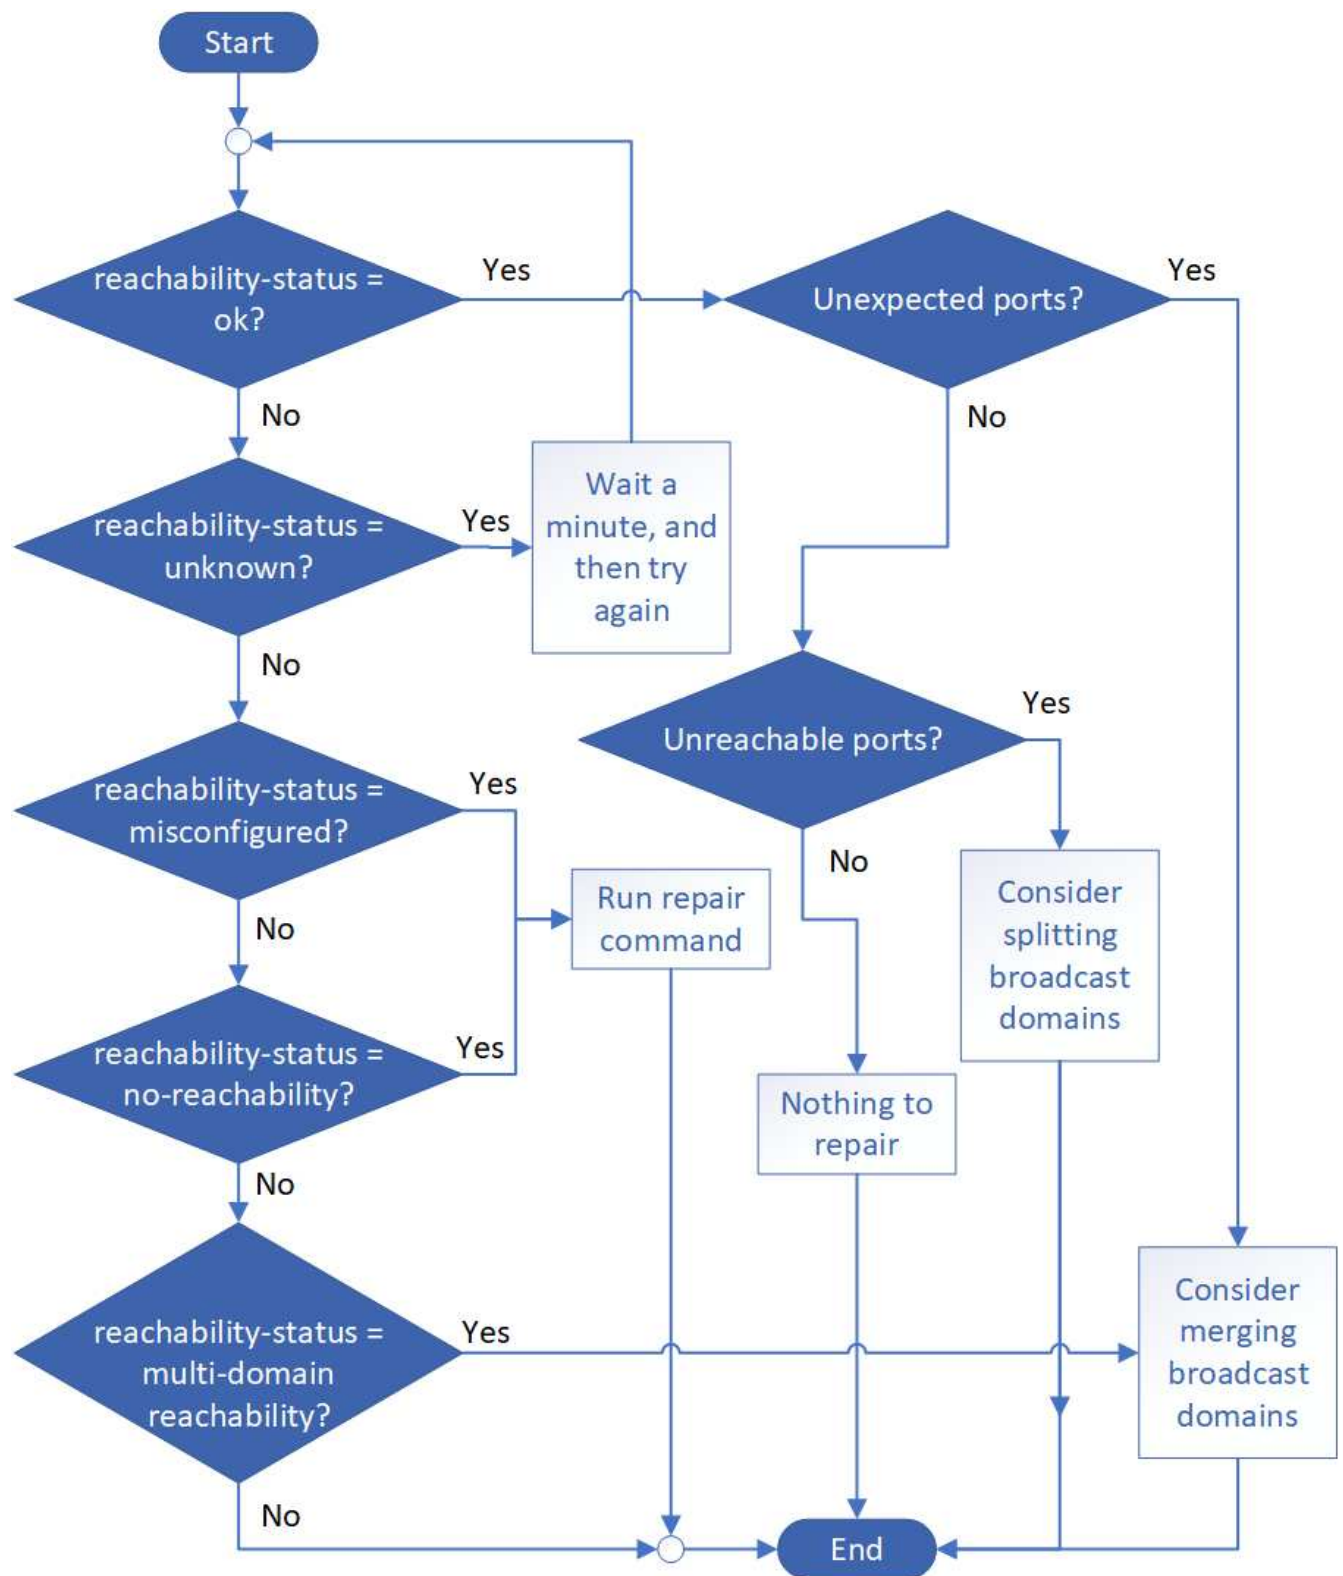 Start
reachability-status =
ok?
Yes
Unexpected ports?
Yes
No
No
reachability-status =
unknown?
Yes
Wait a
minute, and
then try
again
No
Unreachable ports?
Yes
reachability-status =
misconfigured?
Yes
No
Run repair
command
Consider
splitting
broadcast
domains
No
reachability-status =
no-reachability?
Yes
Nothing to
repair
No
reachability-status =
multi-domain
reachability?
Yes
Consider
merging
broadcast
domains
No
End